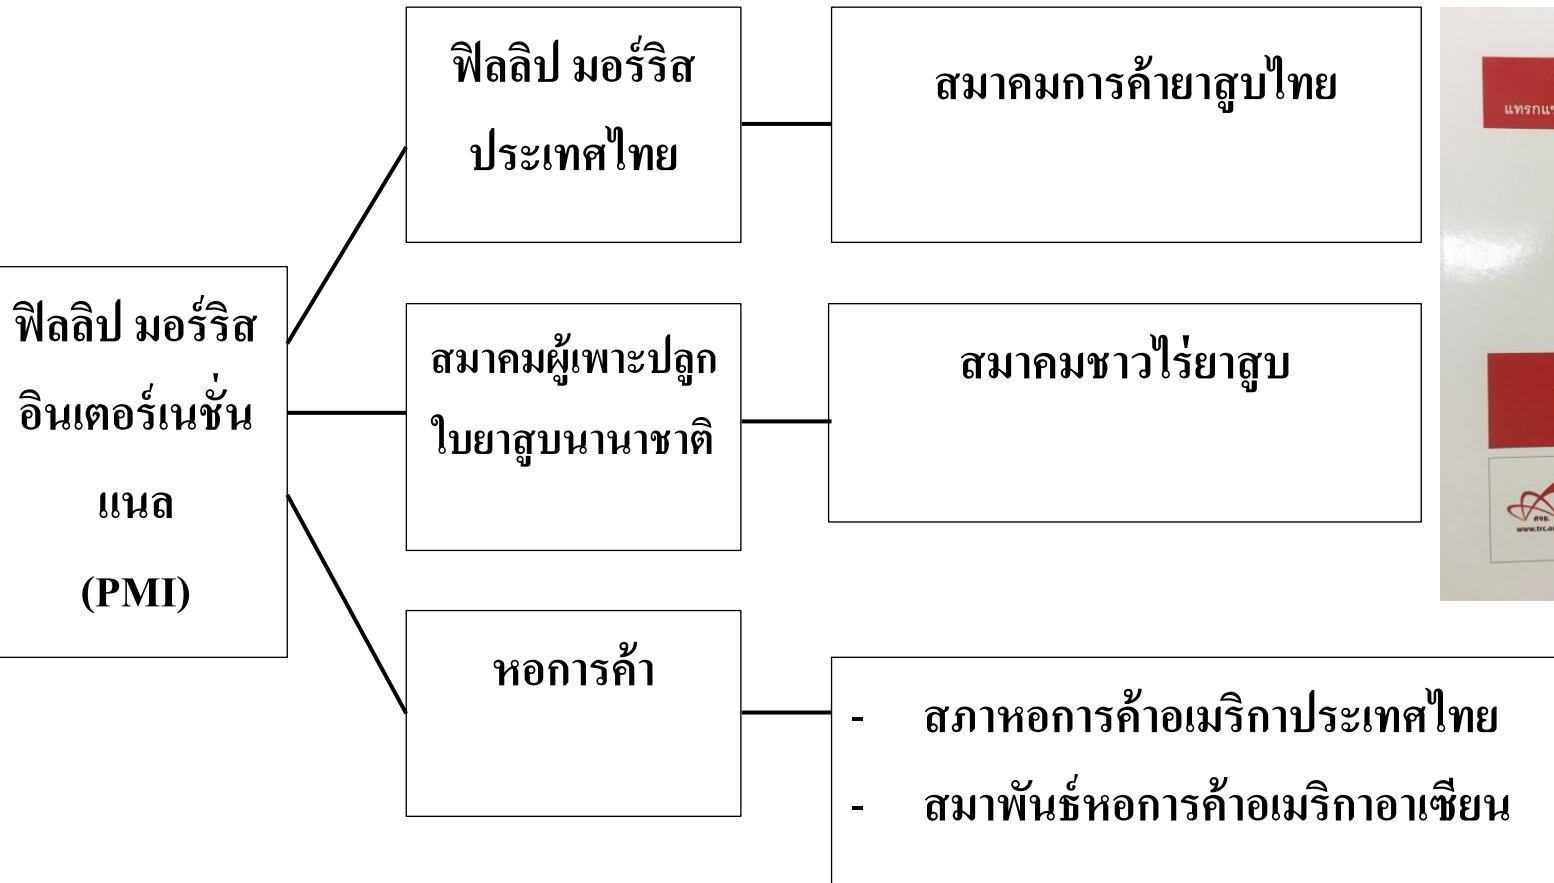 ฟิลลิป มอร์ริส
ประเทศไทย
สมาคมการค้ายาสูบไทย
ฟิลลิป มอร์ริส
อินเตอร์เนชั่น
แนล
(PMI)
สมาคมผู้เพาะปลูก
ใบยาสูบนานาชาติ
สมาคมชาวไร่ยาสูบ
หอการค้า
- สภาหอการค้าอเมริกาประเทศไทย
- สมาพันธ์หอการค้าอเมริกาอาเซียน
ศจย.